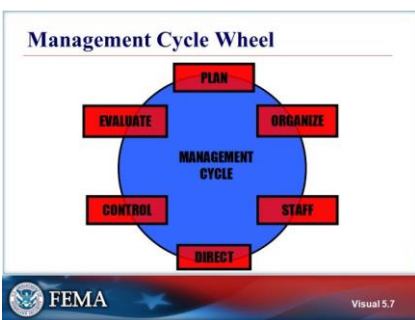 Management Cycle Wheel
PLAN
EVALUATE
ORGANIZE
MANAGEMENT
CYCLE
CONTROL
STAFF
DIRECT
FEMA
Visual 5.7